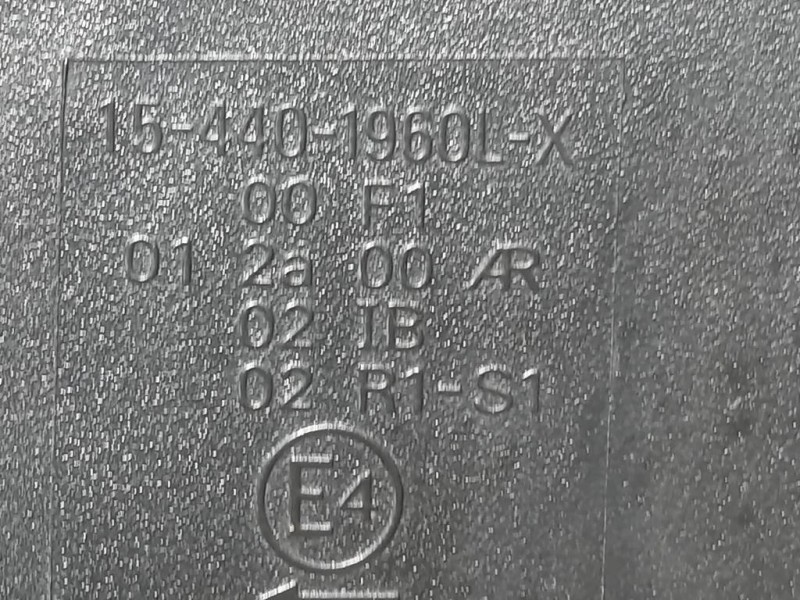 15-440-1960L-X
00 F1
01 2a 00 AR
02 IB
02 R1-S1
E4